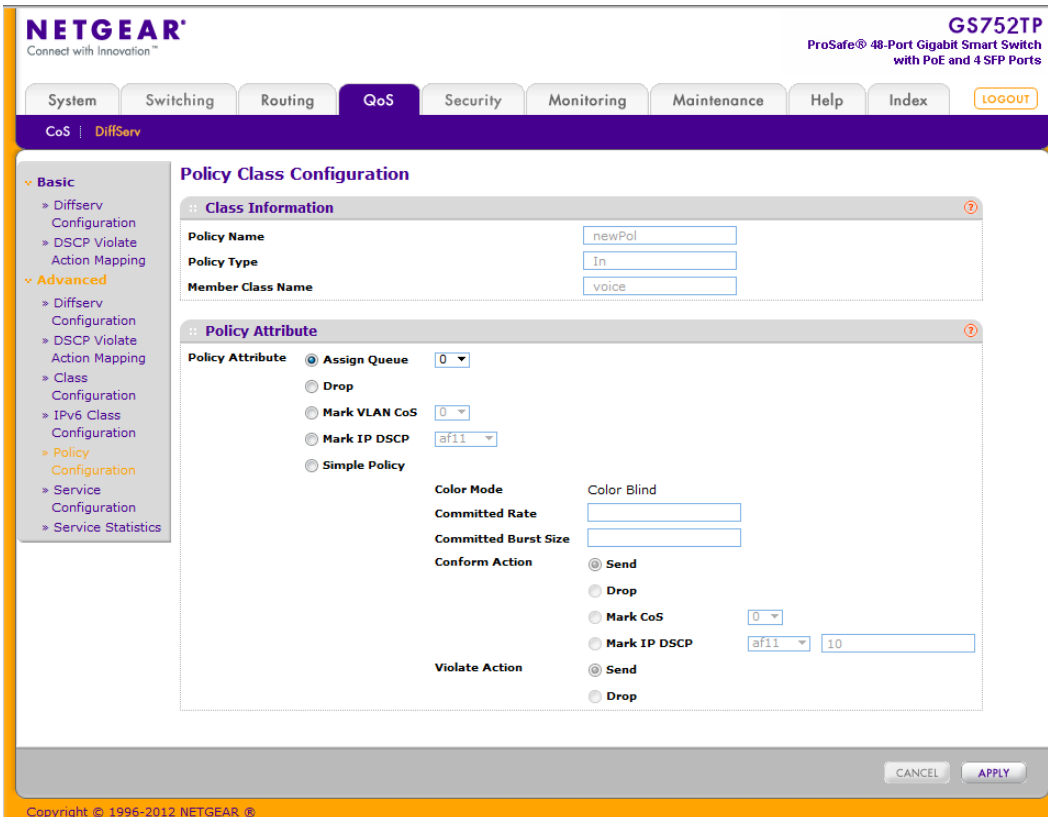 NETGEAR®
Connect with Innovation™
GS752TP
ProSafe® 48-Port Gigabit Smart Switch
with PoE and 4 SFP Ports
System Switching Routing QoS Security Monitoring Maintenance Help Index LOGOUT
CoS | DiffServ
Basic
» Diffserv
Configuration
» DSCP Violate
Action Mapping
Advanced
» Diffserv
Configuration
» DSCP Violate
Action Mapping
» Class
Configuration
» IPv6 Class
Configuration
» Policy
Configuration
» Service
Configuration
» Service Statistics
Policy Class Configuration
Class Information ?
Policy Name newPol
Policy Type In
Member Class Name voice
Policy Attribute ?
Policy Attribute Assign Queue 0
Drop
Mark VLAN CoS 0
Mark IP DSCP af11
Simple Policy
Color Mode Color Blind
Committed Rate
Committed Burst Size
Conform Action Send
Drop
Mark CoS 0
Mark IP DSCP af11 10
Violate Action Send
Drop
CANCEL APPLY
Copyright © 1996-2012 NETGEAR ®